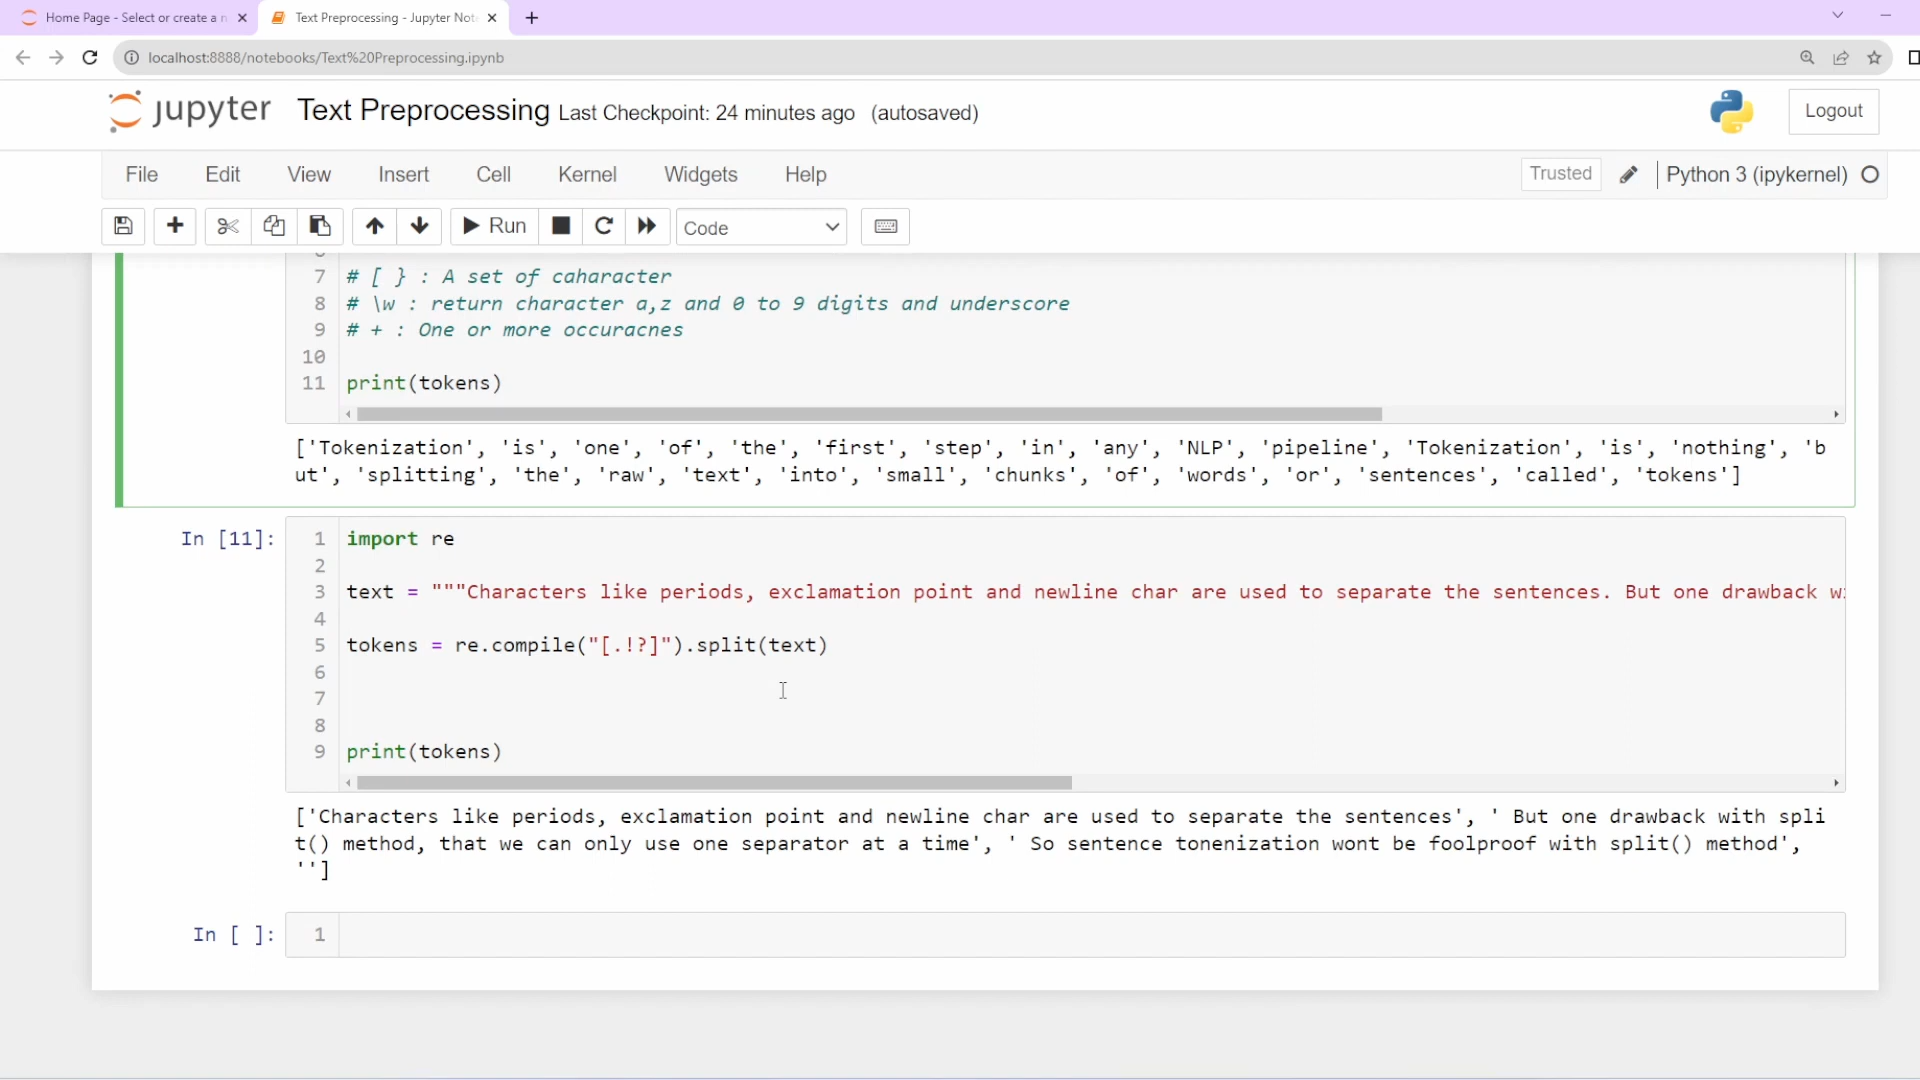 Home Page - Select or create a n
Text Preprocessing - Jupyter Not
localhost:8888/notebooks/Text%20Preprocessing.ipynb
jupyter Text Preprocessing Last Checkpoint: 24 minutes ago (autosaved)
Logout
File Edit View Insert Cell Kernel Widgets Help
Trusted Python 3 (ipykernel)
Run Code
7 # [ } : A set of caharacter
8 # \w : return character a,z and 0 to 9 digits and underscore
9 # + : One or more occuracnes
10
11 print(tokens)
['Tokenization', 'is', 'one', 'of', 'the', 'first', 'step', 'in', 'any', 'NLP', 'pipeline', 'Tokenization', 'is', 'nothing', 'b
ut', 'splitting', 'the', 'raw', 'text', 'into', 'small', 'chunks', 'of', 'words', 'or', 'sentences', 'called', 'tokens']
In [11]: 1 import re
2
3 text = """Characters like periods, exclamation point and newline char are used to separate the sentences. But one drawback w
4
5 tokens = re.compile("[.!?]").split(text)
6
7
8
9 print(tokens)
['Characters like periods, exclamation point and newline char are used to separate the sentences', ' But one drawback with spli
t() method, that we can only use one separator at a time', ' So sentence tonenization wont be foolproof with split() method',
'']
In [ ]: 1